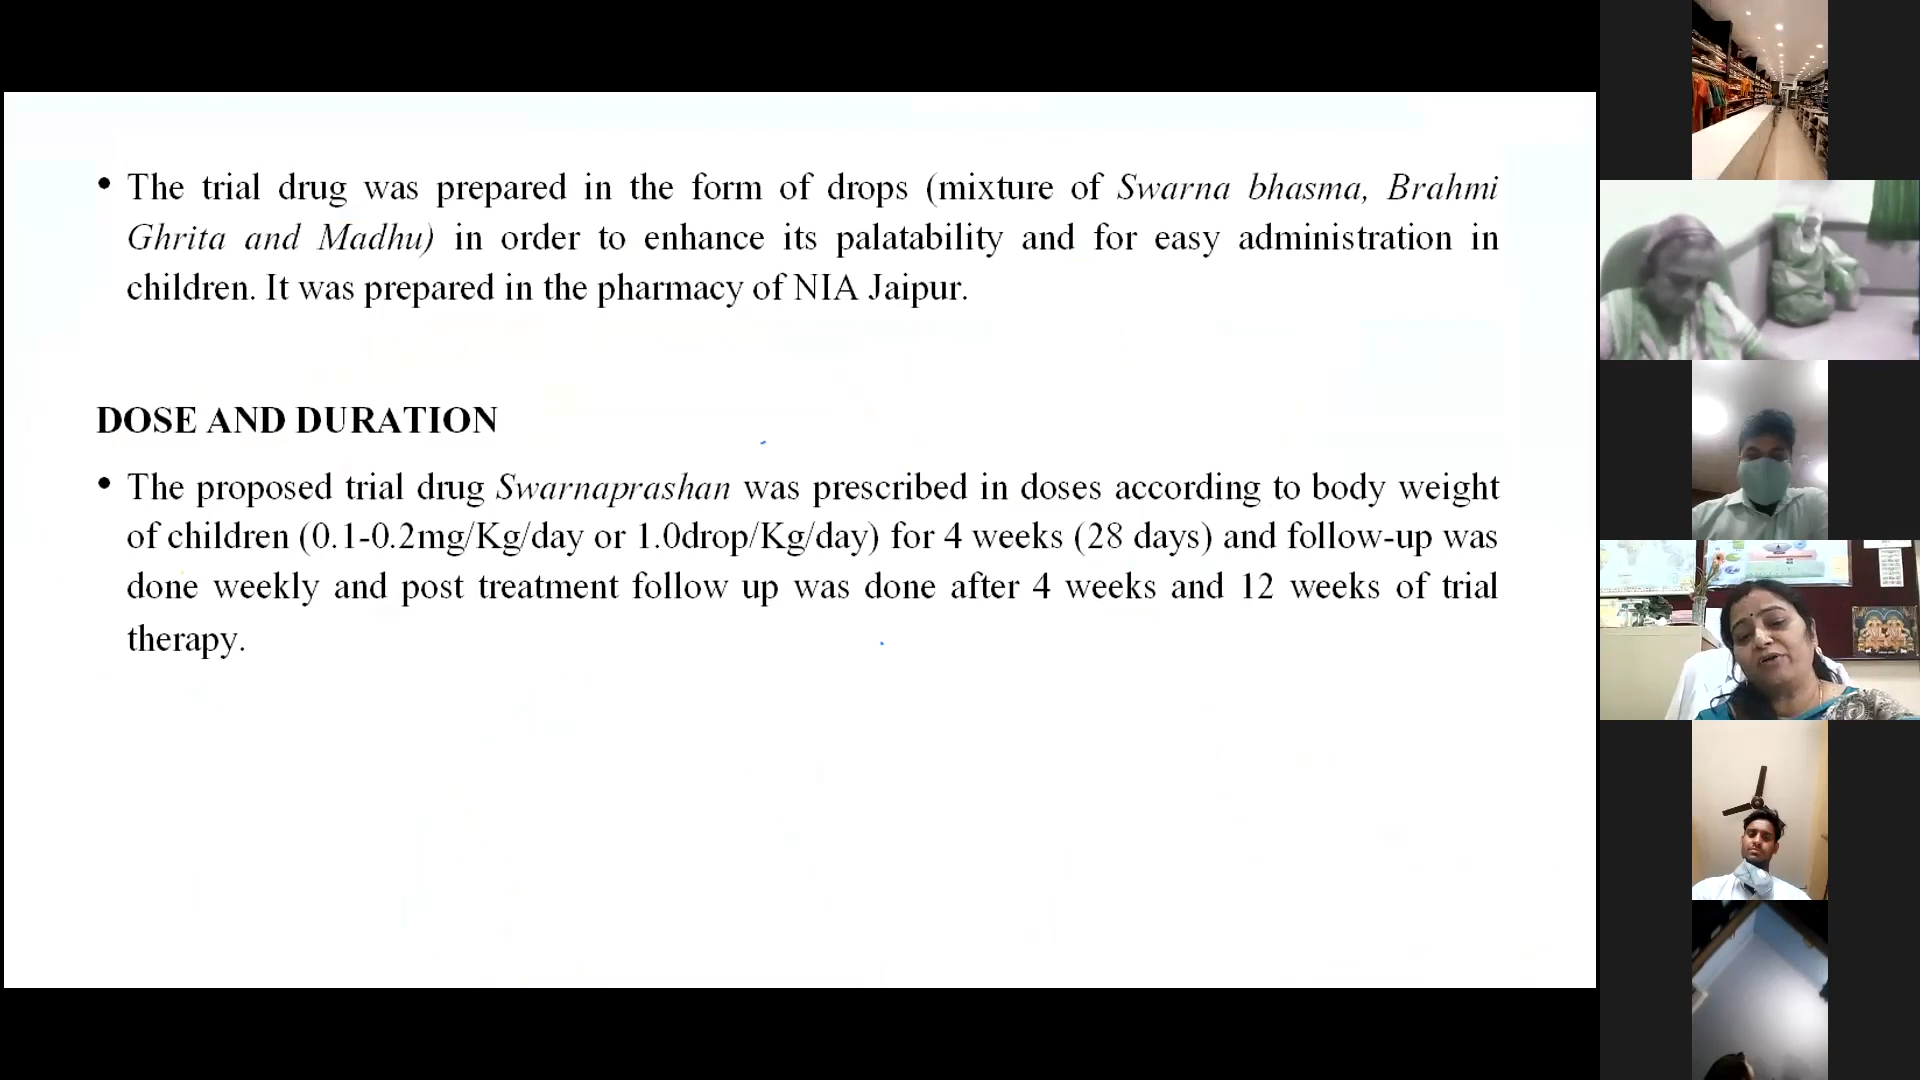 • The trial drug was prepared in the form of drops (mixture of Swarna bhasma, Brahmi
Ghrita and Madhu) in order to enhance its palatability and for easy administration in
children. It was prepared in the pharmacy of NIA Jaipur.
DOSE AND DURATION
• The proposed trial drug Swarnaprashan was prescribed in doses according to body weight
of children (0.1-0.2mg/Kg/day or 1.0drop/Kg/day) for 4 weeks (28 days) and follow-up was
done weekly and post treatment follow up was done after 4 weeks and 12 weeks of trial
therapy.